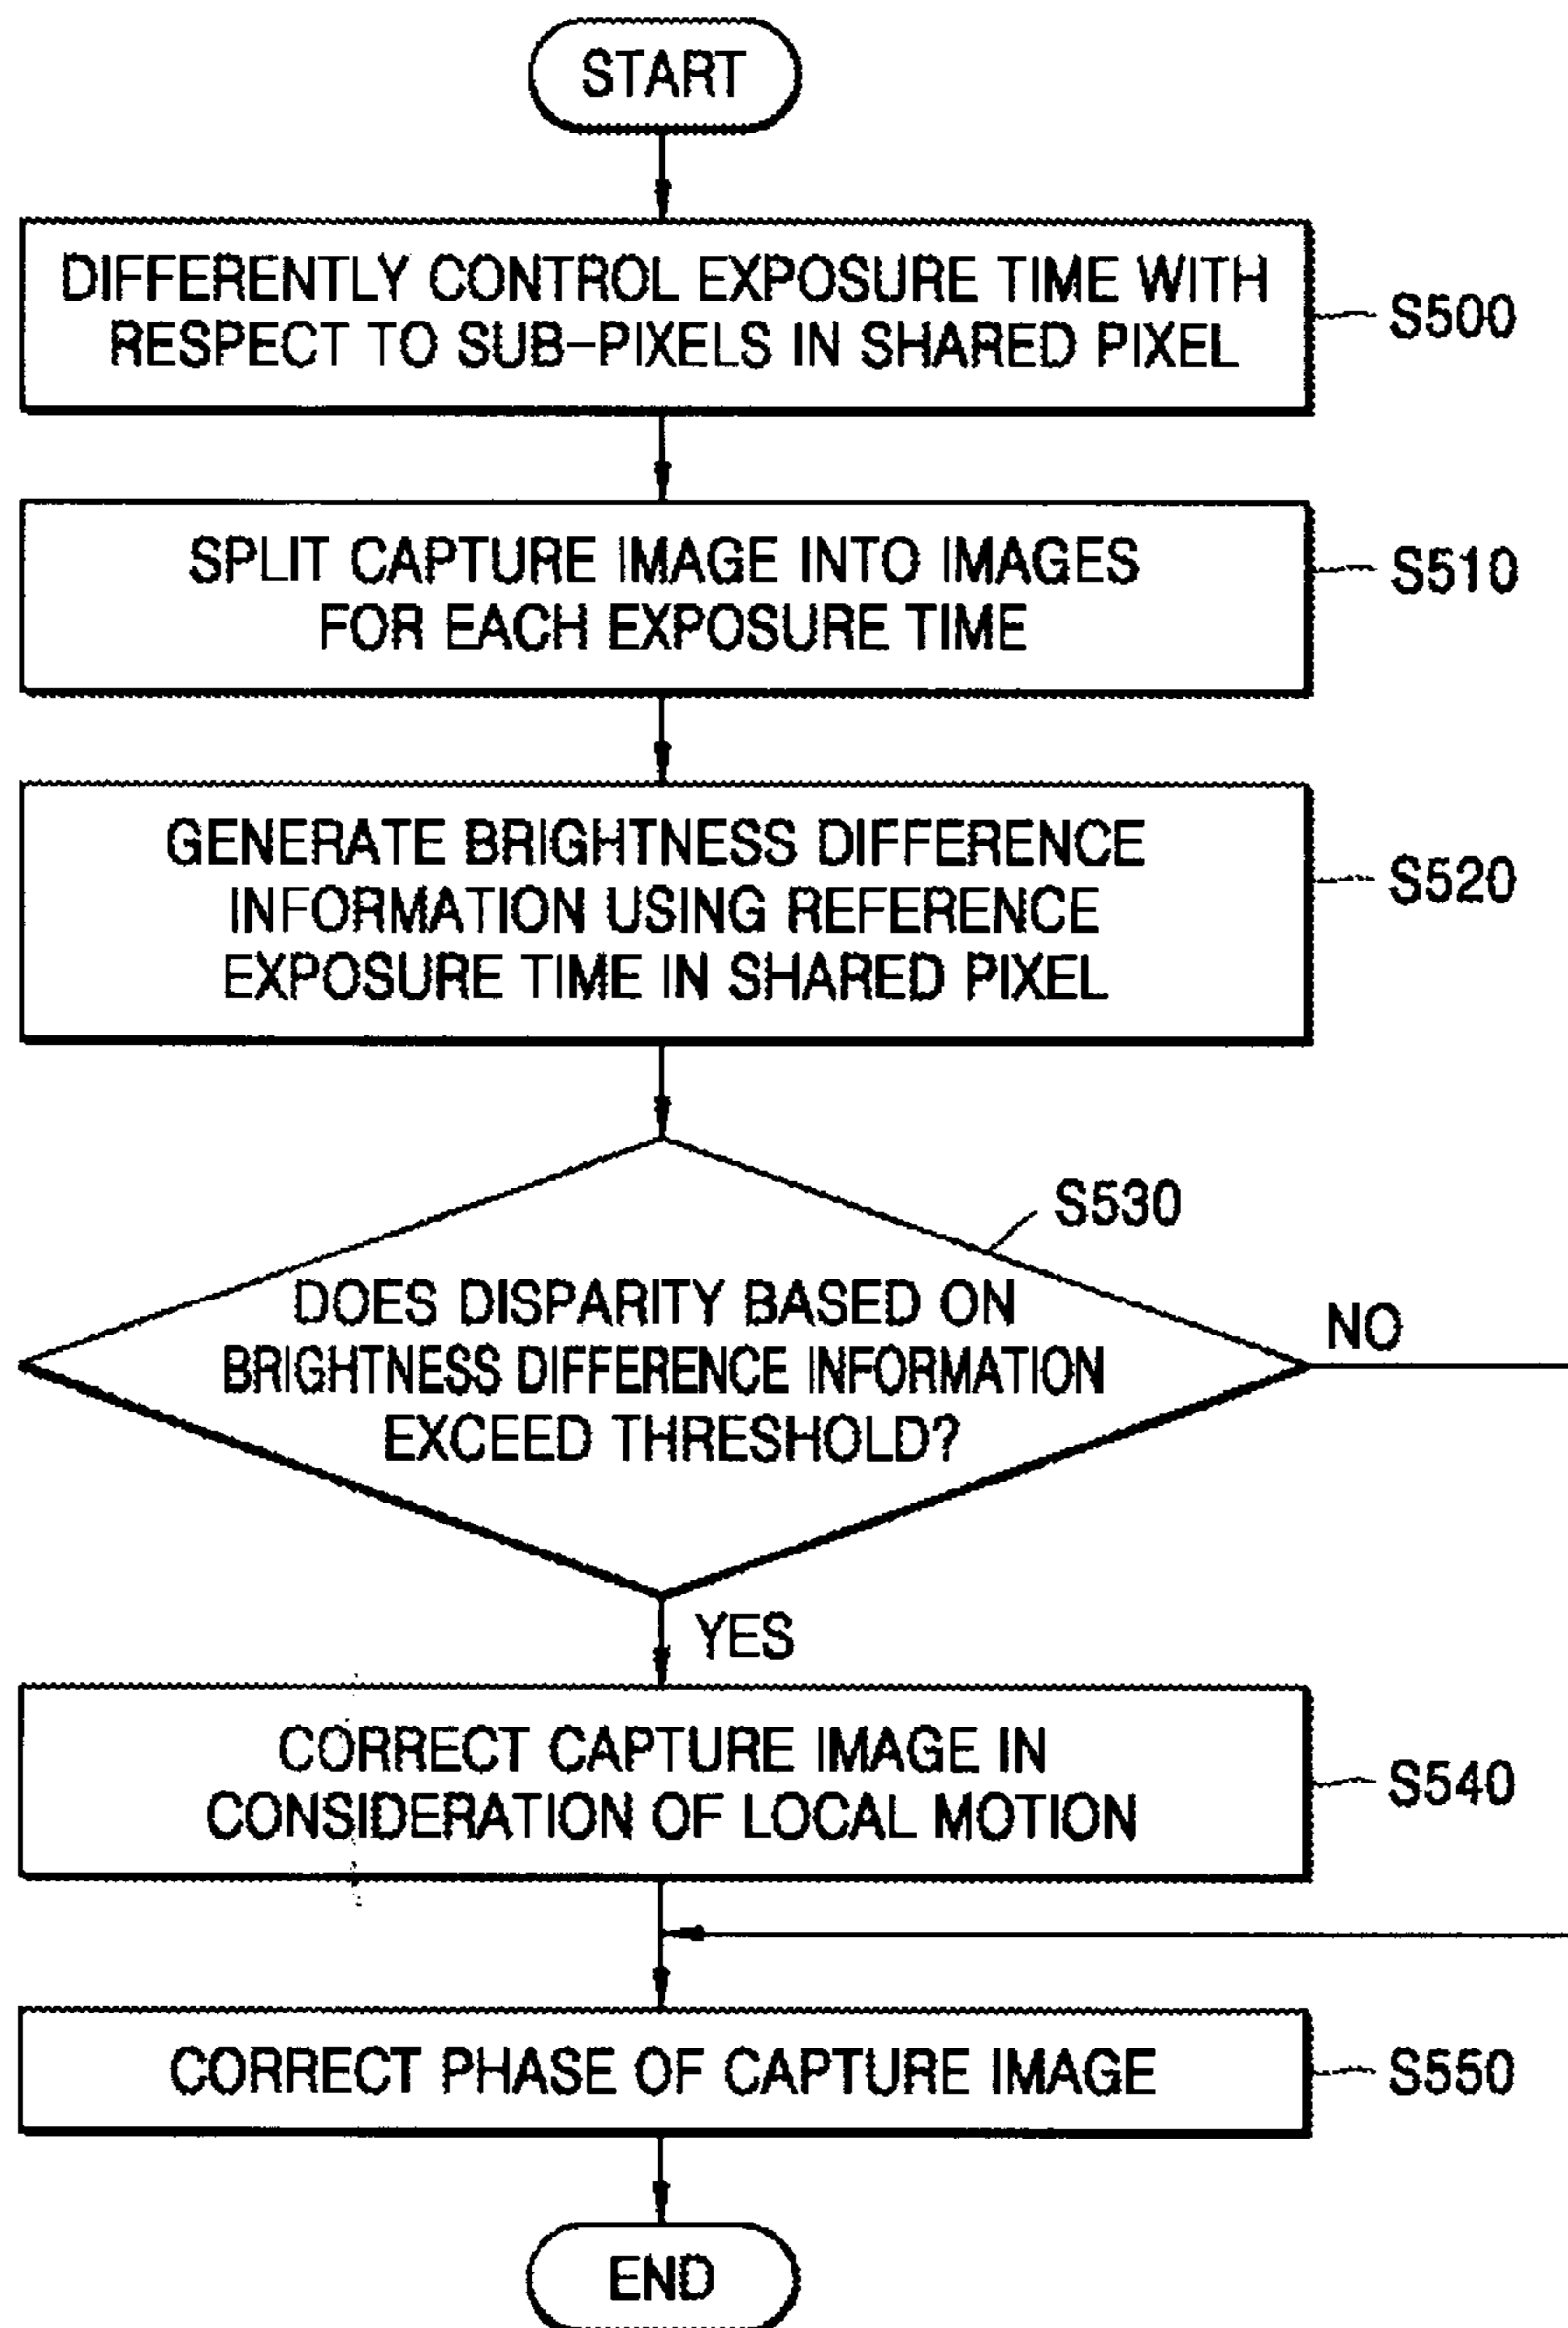 START
DIFFERENTLY CONTROL EXPOSURE TIME WITH
RESPECT TO SUB-PIXELS IN SHARED PIXEL
S500
SPLIT CAPTURE IMAGE INTO IMAGES
FOR EACH EXPOSURE TIME
S510
GENERATE BRIGHTNESS DIFFERENCE
INFORMATION USING REFERENCE
EXPOSURE TIME IN SHARED PIXEL
S520
S530
DOES DISPARITY BASED ON
BRIGHTNESS DIFFERENCE INFORMATION
EXCEED THRESHOLD?
NO
YES
CORRECT CAPTURE IMAGE IN
CONSIDERATION OF LOCAL MOTION
S540
CORRECT PHASE OF CAPTURE IMAGE
S550
END